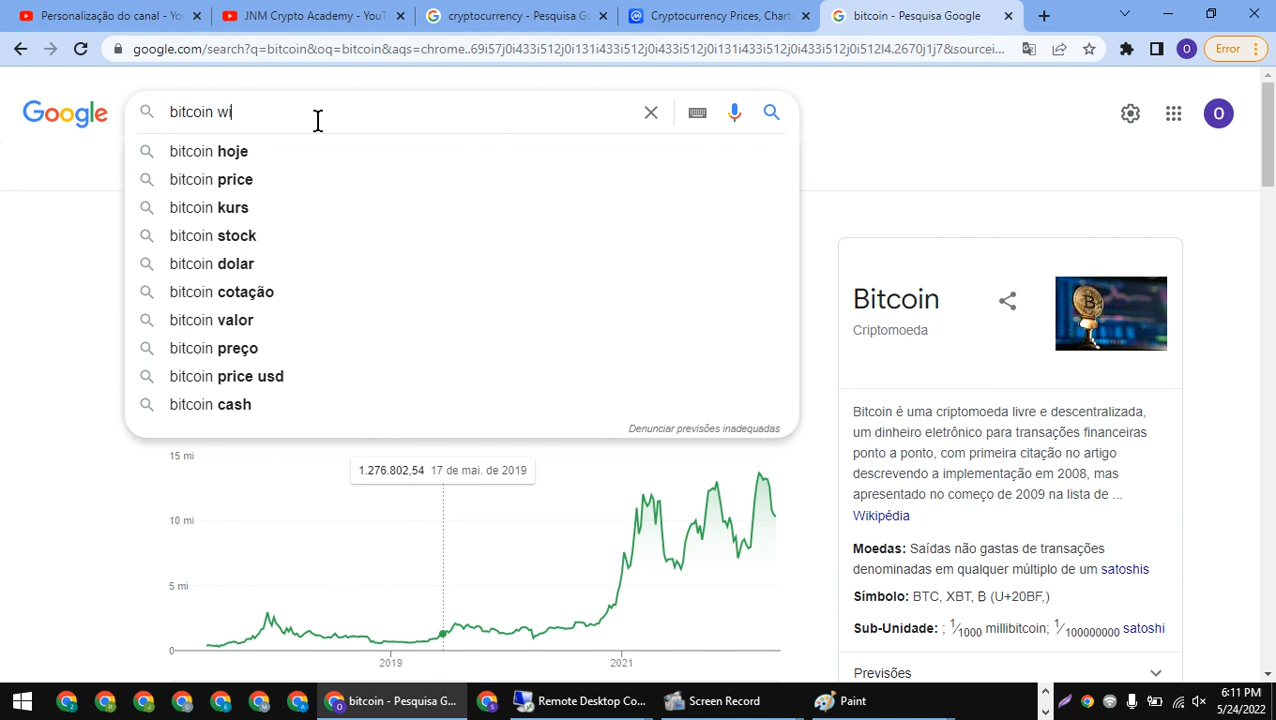 Personalização do canal - Yo
JNM Crypto Academy - YouT
cryptocurrency - Pesquisa Go
Cryptocurrency Prices, Charts
bitcoin - Pesquisa Google
google.com/search?q=bitcoin&oq=bitcoin&aqs=chrome..69i57j0i433i512j0i131i433i512j0i131i433i512j0i131i433i512j0i512l4.2670j1j7&sourcei...
O
Error
Google
bitcoin wi
O
bitcoin hoje
bitcoin price
bitcoin kurs
bitcoin stock
bitcoin dolar
bitcoin cotação
bitcoin valor
bitcoin preço
bitcoin price usd
bitcoin cash
Denunciar previsões inadequadas
15 mi
1.276.802,54 17 de mai. de 2019
10 mi
5 mi
0
2019
2021
Bitcoin
Criptomoeda
Bitcoin é uma criptomoeda livre e descentralizada,
um dinheiro eletrônico para transações financeiras
ponto a ponto, com primeira citação no artigo
descrevendo a implementação em 2008, mas
apresentado no começo de 2009 na lista de ...
Wikipédia
Moedas: Saídas não gastas de transações
denominadas em qualquer múltiplo de um satoshis
Símbolo: BTC, XBT, ₿ (U+20BF,)
Sub-Unidade: ; 1/1000 millibitcoin; 1/100000000 satoshi
Previsões
bitcoin - Pesquisa G...
Remote Desktop Co...
Screen Record
Paint
6:11 PM
5/24/2022